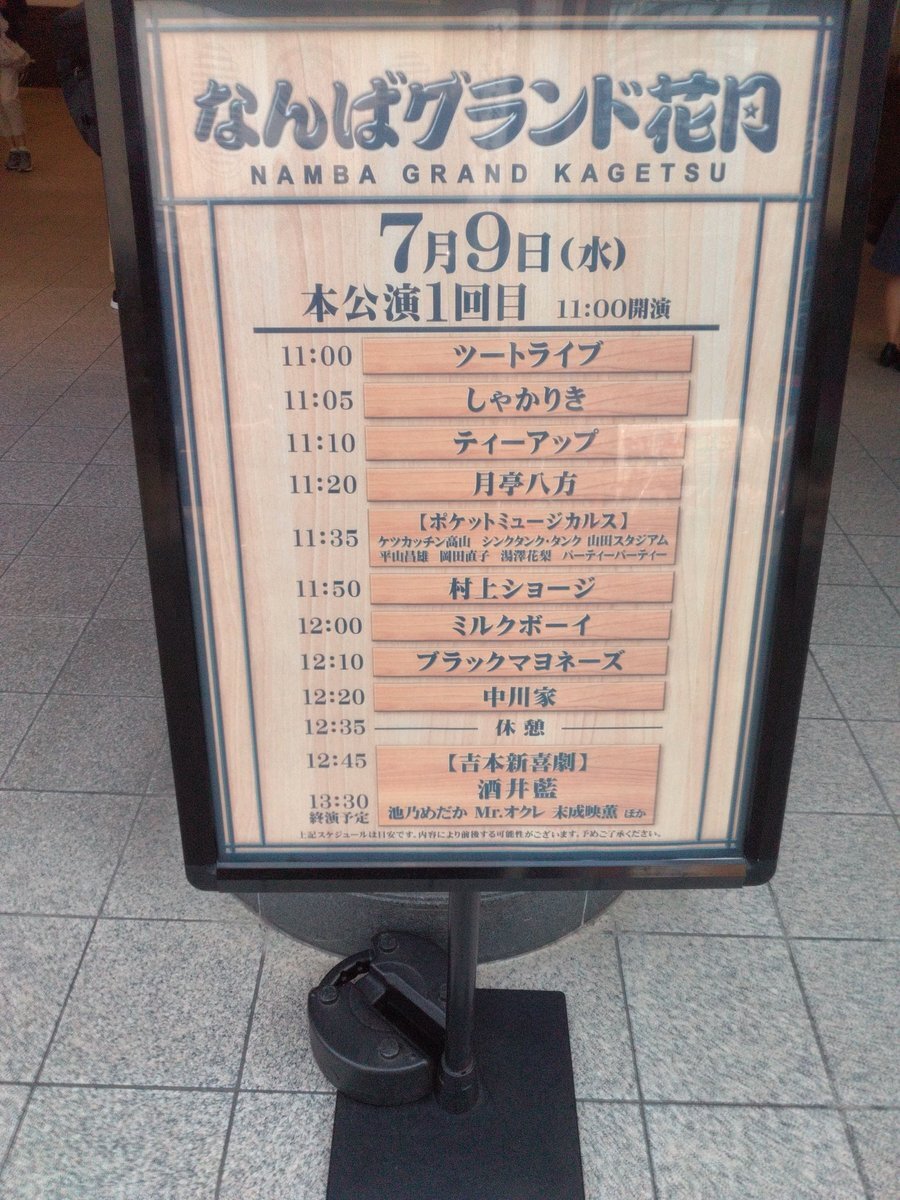 なんばグランド花月
NAMBA GRAND KAGETSU
7月9日(水)
本公演1回目 11:00開演
11:00 ツートライブ
11:05 しゃかりき
11:10 ティーアップ
11:20 月亭八方
11:35 【ポケットミュージカルス】
ケツカッチン高山 シンクタンク・タンク 山田スタジアム
平山昌雄 岡田直子 湯澤花梨 パーティーパーティー
11:50 村上ショージ
12:00 ミルクボーイ
12:10 ブラックマヨネーズ
12:20 中川家
12:35 休憩
12:45 【吉本新喜劇】
酒井藍
13:30 池乃めだか Mr.オクレ 末成映薫 ほか
終演予定
上記スケジュールは目安です。内容により前後する可能性がございます。予めご了承ください。